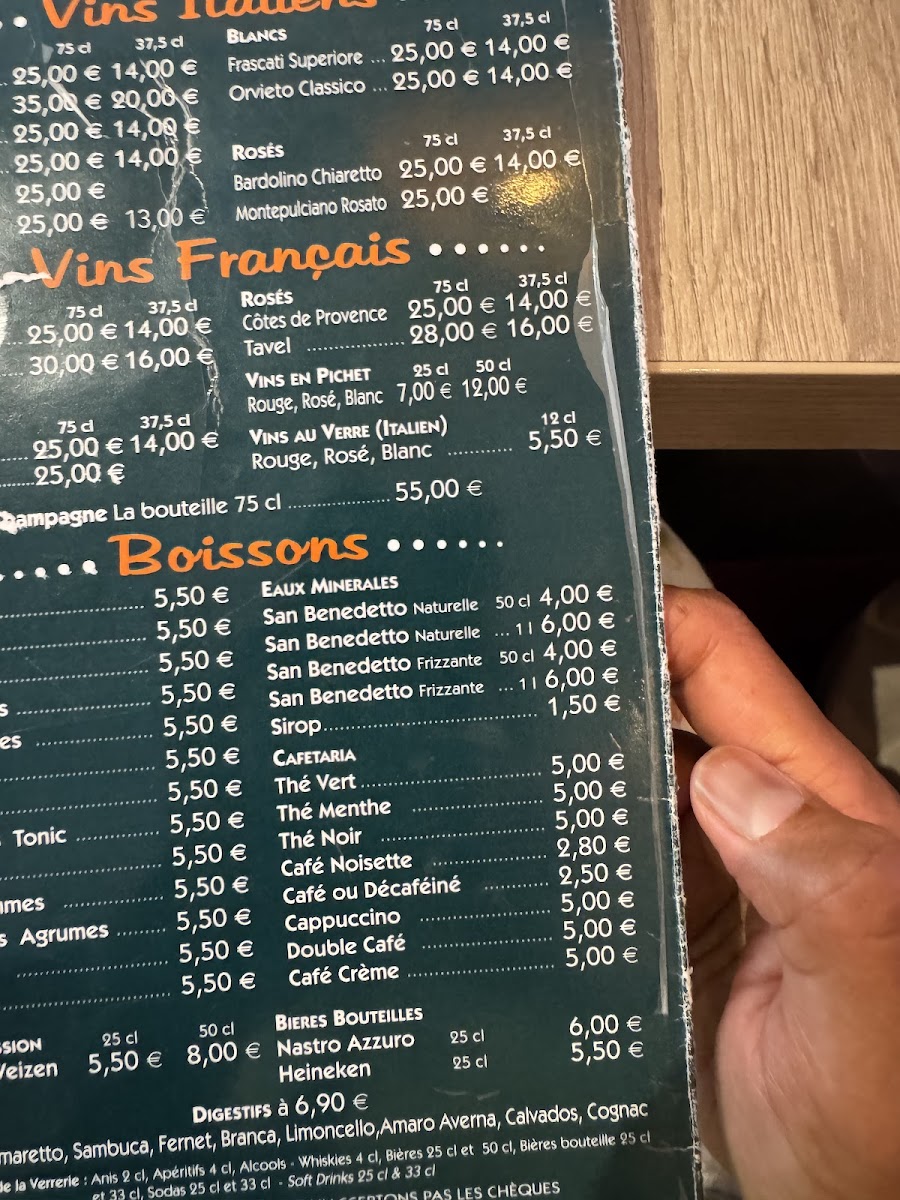 Vins Italiens
75 cl 37,5 cl
25,00 € 14,00 €
35,00 € 20,00 €
25,00 € 14,00 €
25,00 € 14,00 €
25,00 €
25,00 € 13,00 €
BLANCS 75 cl 37,5 cl
Frascati Superiore ... 25,00 € 14,00 €
Orvieto Classico ... 25,00 € 14,00 €
ROSÉS 75 cl 37,5 cl
Bardolino Chiaretto 25,00 € 14,00 €
Montepulciano Rosato 25,00 €
Vins Français
75 cl 37,5 cl
25,00 € 14,00 €
30,00 € 16,00 €
75 cl 37,5 cl
25,00 € 14,00 €
25,00 €
ROSÉS 75 cl 37,5 cl
Côtes de Provence 25,00 € 14,00 €
Tavel 28,00 € 16,00 €
VINS EN PICHET 25 cl 50 cl
Rouge, Rosé, Blanc 7,00 € 12,00 €
VINS AU VERRE (ITALIEN) 12 cl
Rouge, Rosé, Blanc 5,50 €
Champagne La bouteille 75 cl 55,00 €
Boissons
5,50 €
5,50 €
5,50 €
5,50 €
5,50 €
5,50 €
5,50 €
Tonic 5,50 €
5,50 €
5,50 €
Agrumes 5,50 €
5,50 €
5,50 €
EAUX MINERALES
San Benedetto Naturelle 50 cl 4,00 €
San Benedetto Naturelle ... 1 l 6,00 €
San Benedetto Frizzante 50 cl 4,00 €
San Benedetto Frizzante ... 1 l 6,00 €
Sirop 1,50 €
CAFETARIA
Thé Vert 5,00 €
Thé Menthe 5,00 €
Thé Noir 5,00 €
Café Noisette 2,80 €
Café ou Décaféiné 2,50 €
Cappuccino 5,00 €
Double Café 5,00 €
Café Crème 5,00 €
SSION 25 cl 50 cl
Weizen 5,50 € 8,00 €
BIERES BOUTEILLES
Nastro Azzuro 25 cl 6,00 €
Heineken 25 cl 5,50 €
DIGESTIFS à 6,90 €
maretto, Sambuca, Fernet, Branca, Limoncello, Amaro Averna, Calvados, Cognac
de la Verrerie : Anis 2 cl, Apéritifs 4 cl, Alcools - Whiskies 4 cl, Bières 25 cl et 50 cl, Bières bouteille 25 cl
et 33 cl, Sodas 25 cl et 33 cl - Soft Drinks 25 cl & 33 cl
PAS LES CHÈQUES